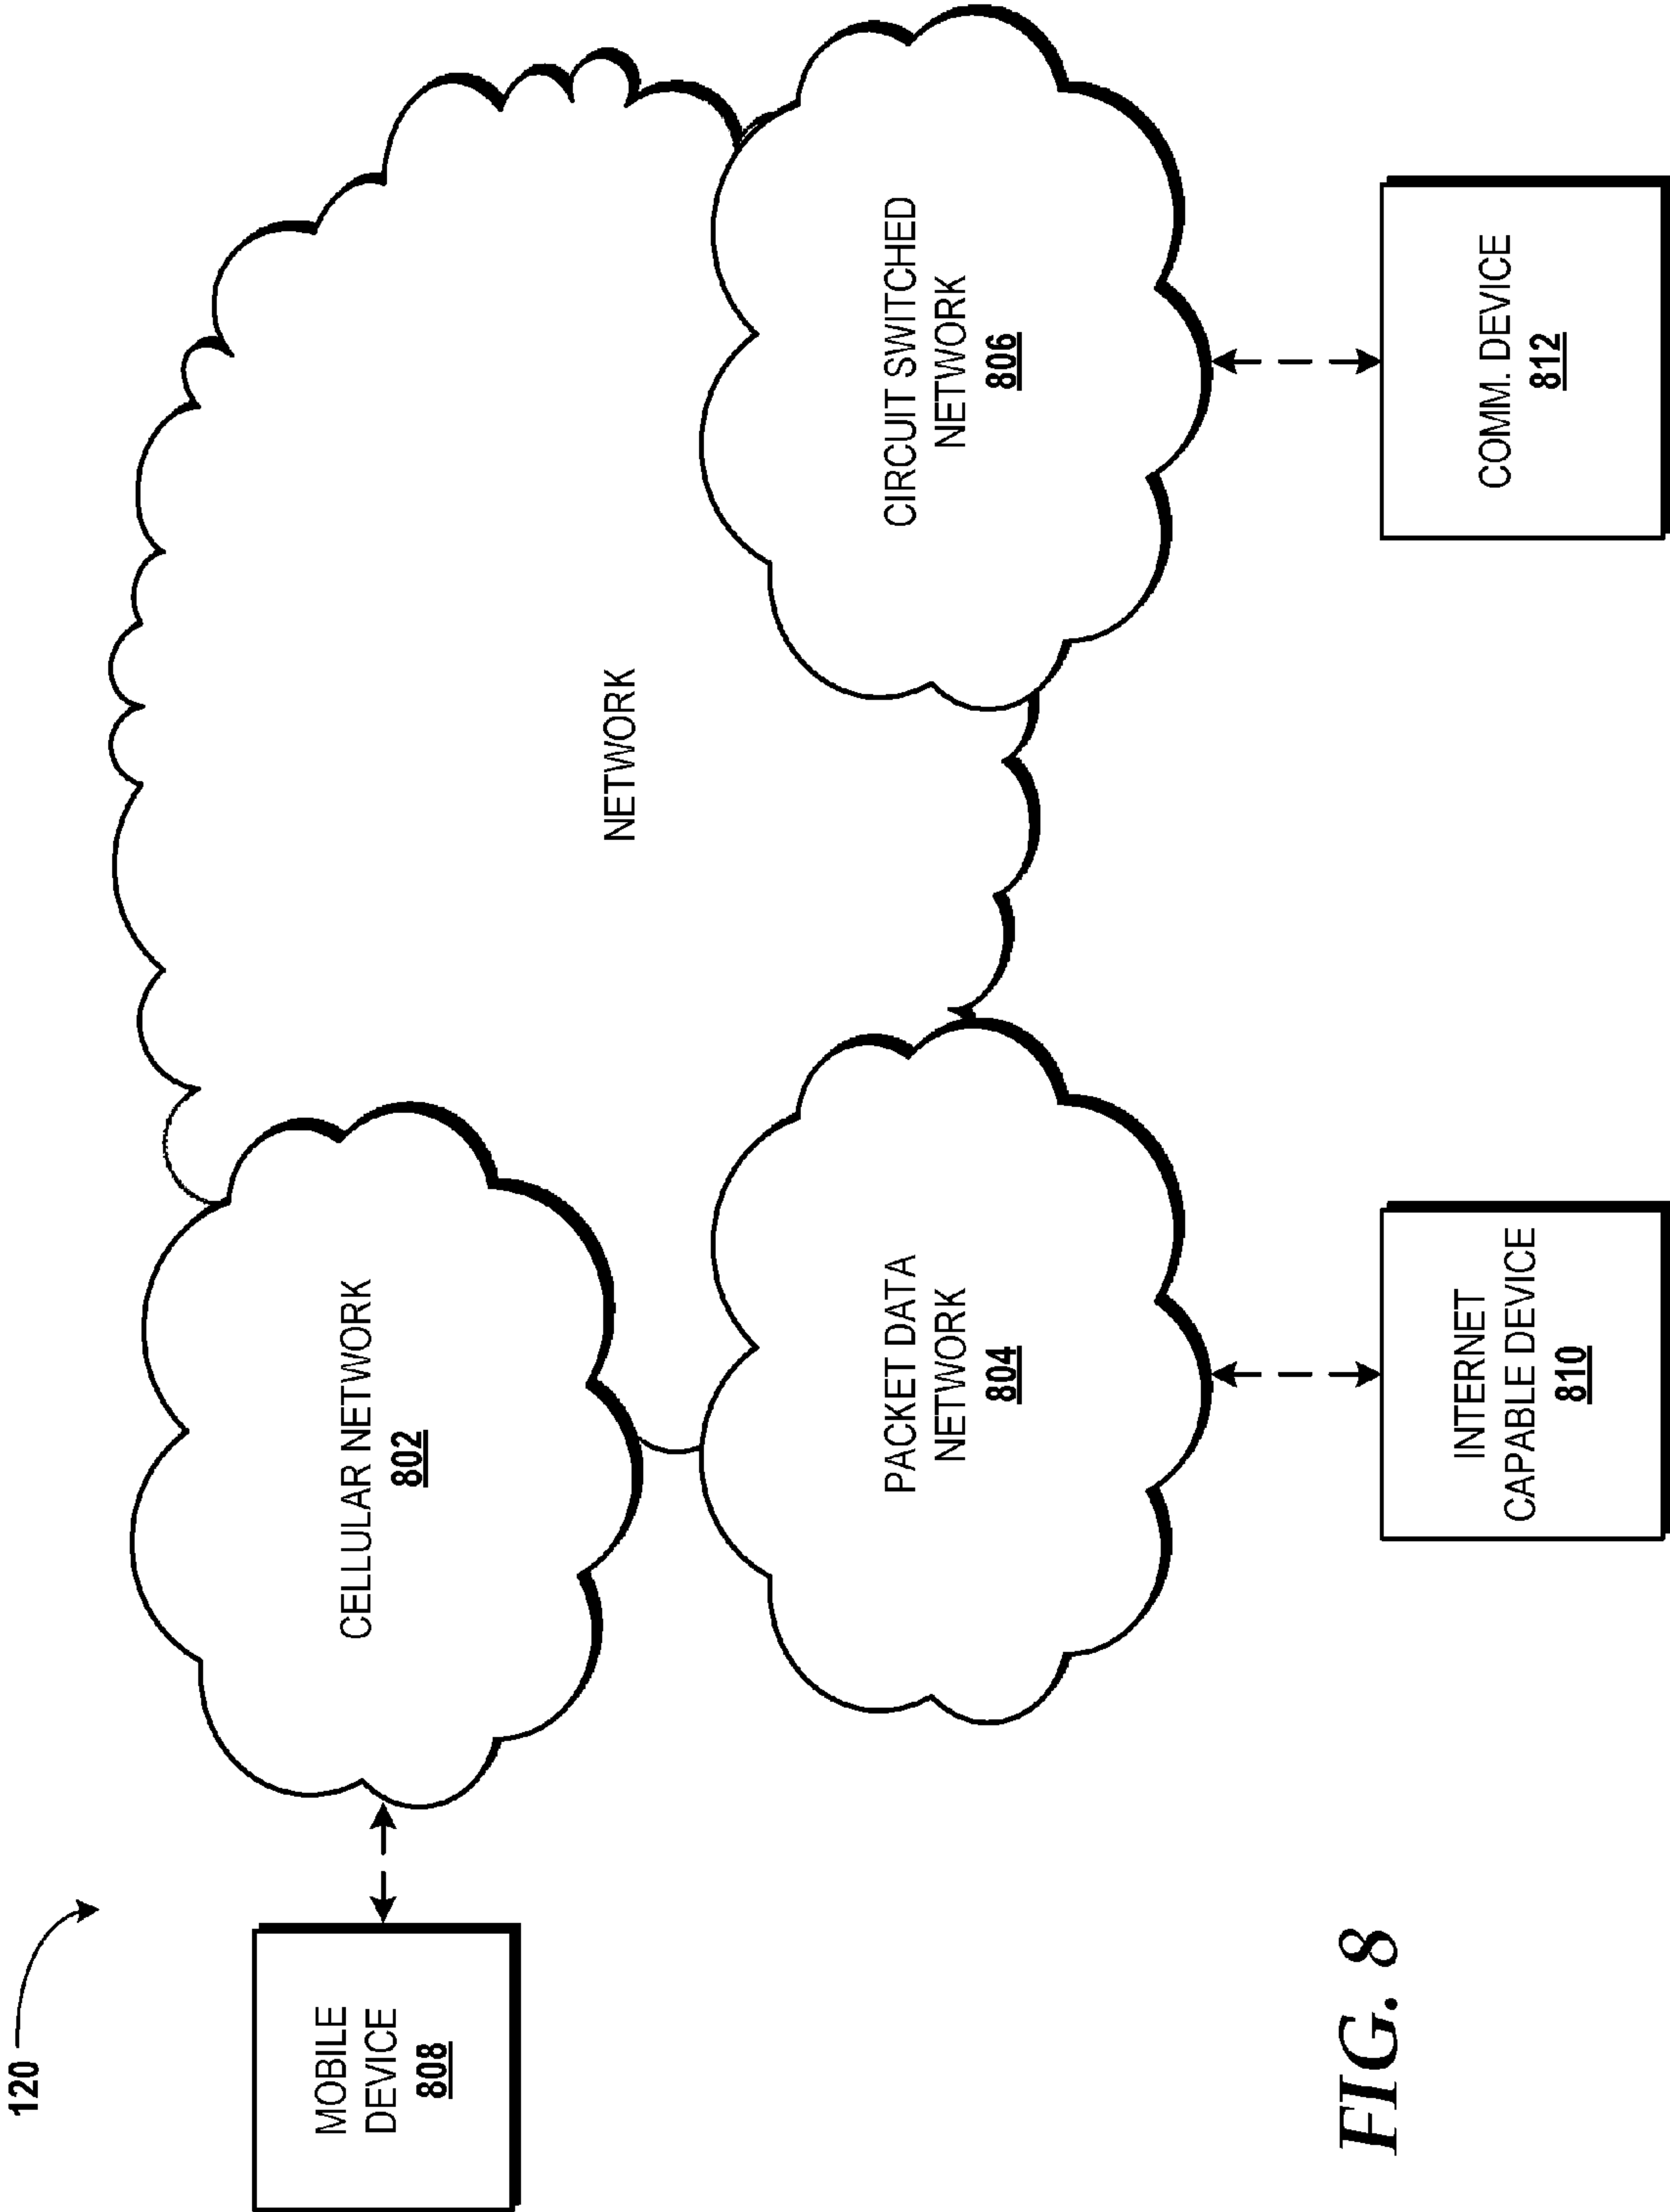 120
MOBILE
DEVICE
808
CELLULAR NETWORK
802
NETWORK
PACKET DATA
NETWORK
804
CIRCUIT SWITCHED
NETWORK
806
INTERNET
CAPABLE DEVICE
810
COMM. DEVICE
812
FIG. 8